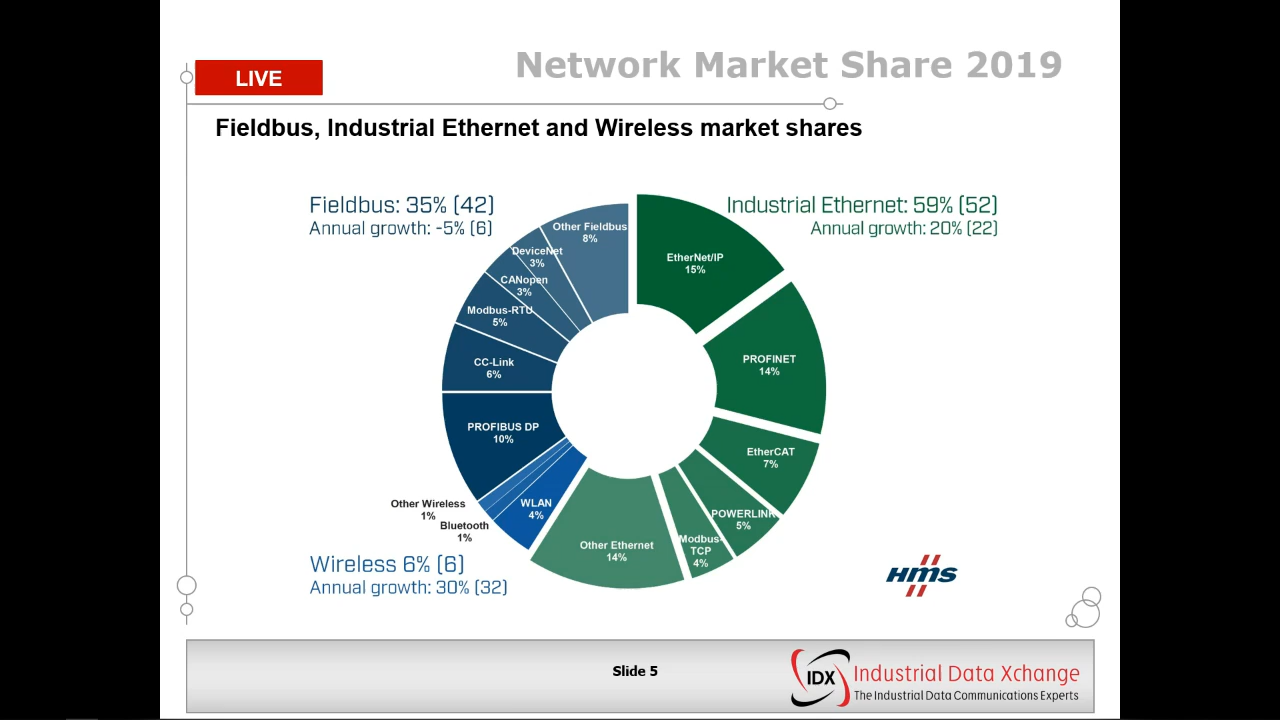 Network Market Share 2019
LIVE
Fieldbus, Industrial Ethernet and Wireless market shares
Fieldbus: 35% (42)
Annual growth: -5% (6)
Industrial Ethernet: 59% (52)
Annual growth: 20% (22)
Other Fieldbus
8%
DeviceNet
3%
CANopen
3%
Modbus-RTU
5%
CC-Link
6%
PROFIBUS DP
10%
Other Wireless
1%
Bluetooth
1%
WLAN
4%
EtherNet/IP
15%
PROFINET
14%
EtherCAT
7%
POWERLINK
5%
Modbus-
TCP
4%
Other Ethernet
14%
Wireless 6% (6)
Annual growth: 30% (32)
HMS
Slide 5
IDX
Industrial Data Xchange
The Industrial Data Communications Experts